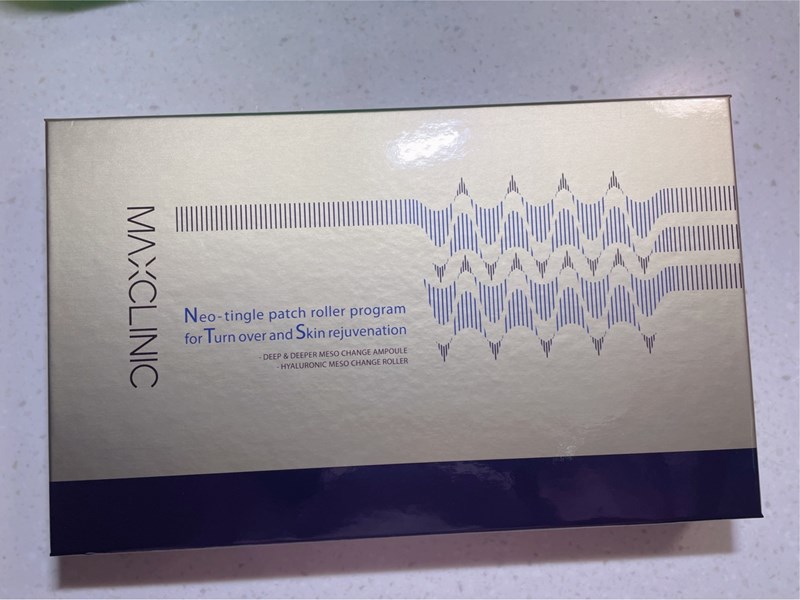 MAXCLINIC
Neo-tingle patch roller program
for Turn over and Skin rejuvenation
- DEEP & DEEPER MESO CHANGE AMPOULE
- HYALURONIC MESO CHANGE ROLLER